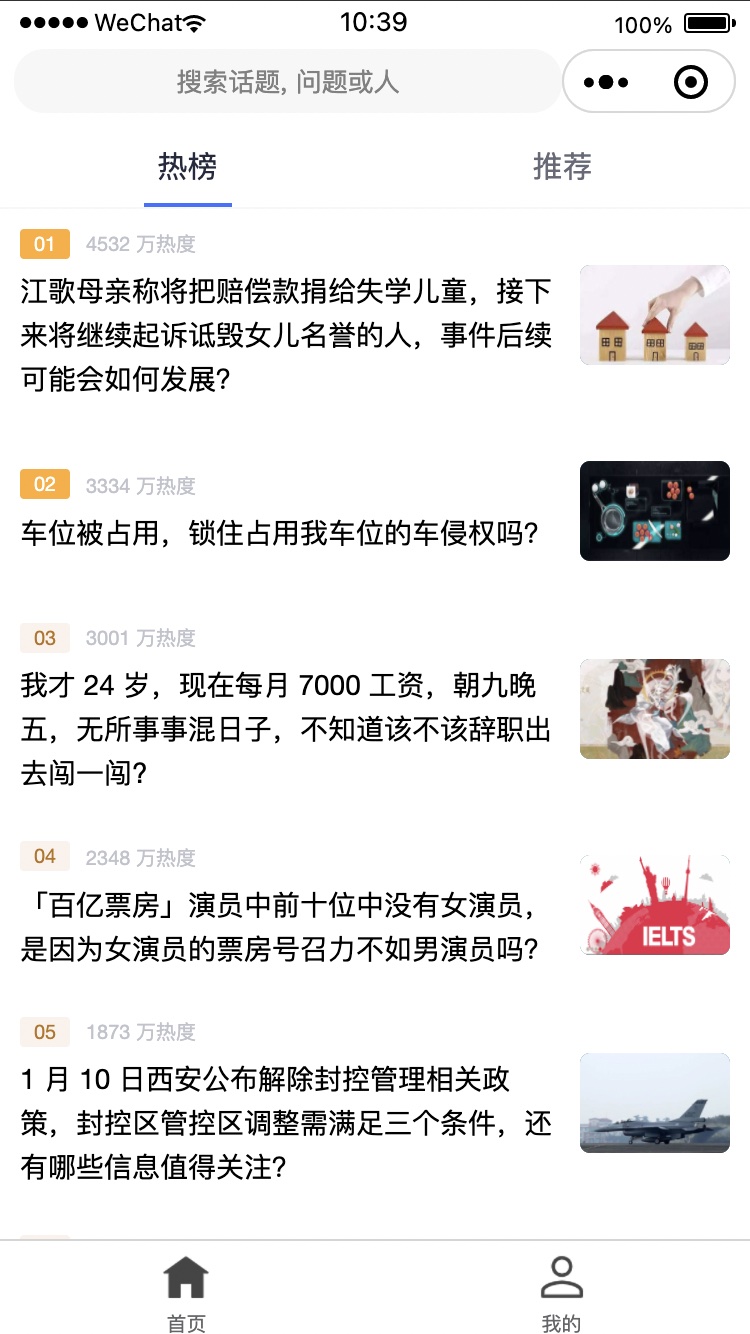 ●●●●● WeChat 10:39 100%
搜索话题, 问题或人
热榜 推荐
01 4532 万热度
江歌母亲称将把赔偿款捐给失学儿童，接下
来将继续起诉诋毁女儿名誉的人，事件后续
可能会如何发展?
02 3334 万热度
车位被占用，锁住占用我车位的车侵权吗?
03 3001 万热度
我才 24 岁，现在每月 7000 工资，朝九晚
五，无所事事混日子，不知道该不该辞职出
去闯一闯?
04 2348 万热度
「百亿票房」演员中前十位中没有女演员，
是因为女演员的票房号召力不如男演员吗?
IELTS
05 1873 万热度
1 月 10 日西安公布解除封控管理相关政
策，封控区管控区调整需满足三个条件，还
有哪些信息值得关注?
首页 我的